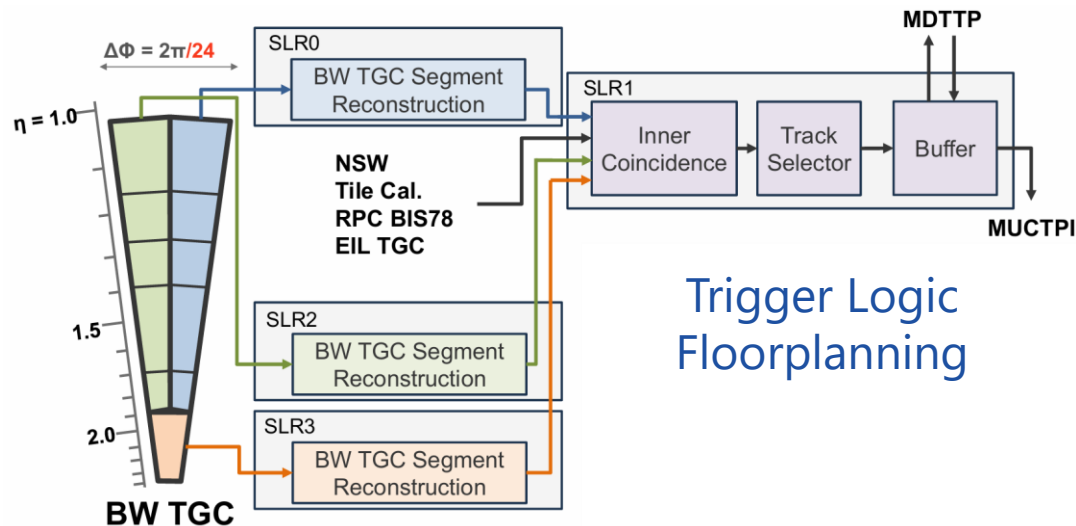 ΔΦ = 2π/24
η = 1.0
1.5
2.0
BW TGC
SLR0
BW TGC Segment
Reconstruction
NSW
Tile Cal.
RPC BIS78
EIL TGC
SLR2
BW TGC Segment
Reconstruction
SLR3
BW TGC Segment
Reconstruction
SLR1
Inner
Coincidence
Track
Selector
Buffer
MDTTP
MUCTPI
Trigger Logic
Floorplanning